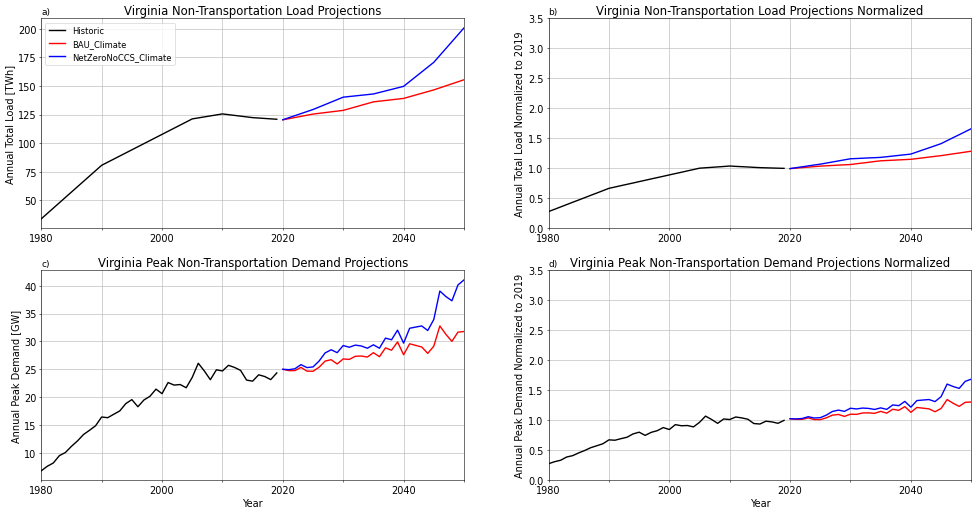 a)
Virginia Non-Transportation Load Projections
Annual Total Load [TWh]
200
175
150
125
100
75
50
Historic
BAU_Climate
NetZeroNoCCS_Climate
1980
2000
2020
2040
b)
Virginia Non-Transportation Load Projections Normalized
Annual Total Load Normalized to 2019
3.5
3.0
2.5
2.0
1.5
1.0
0.5
0.0
1980
2000
2020
2040
c)
Virginia Peak Non-Transportation Demand Projections
Annual Peak Demand [GW]
40
35
30
25
20
15
10
1980
2000
2020
2040
Year
d)
Virginia Peak Non-Transportation Demand Projections Normalized
Annual Peak Demand Normalized to 2019
3.5
3.0
2.5
2.0
1.5
1.0
0.5
0.0
1980
2000
2020
2040
Year